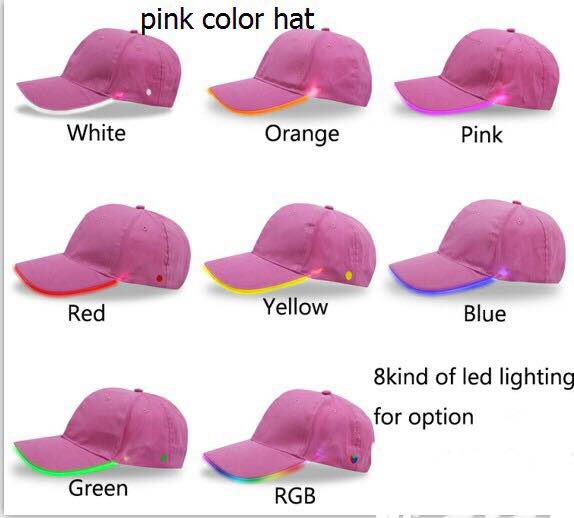 pink color hat
White
Orange
Pink
Red
Yellow
Blue
8kind of led lighting
for option
Green
RGB